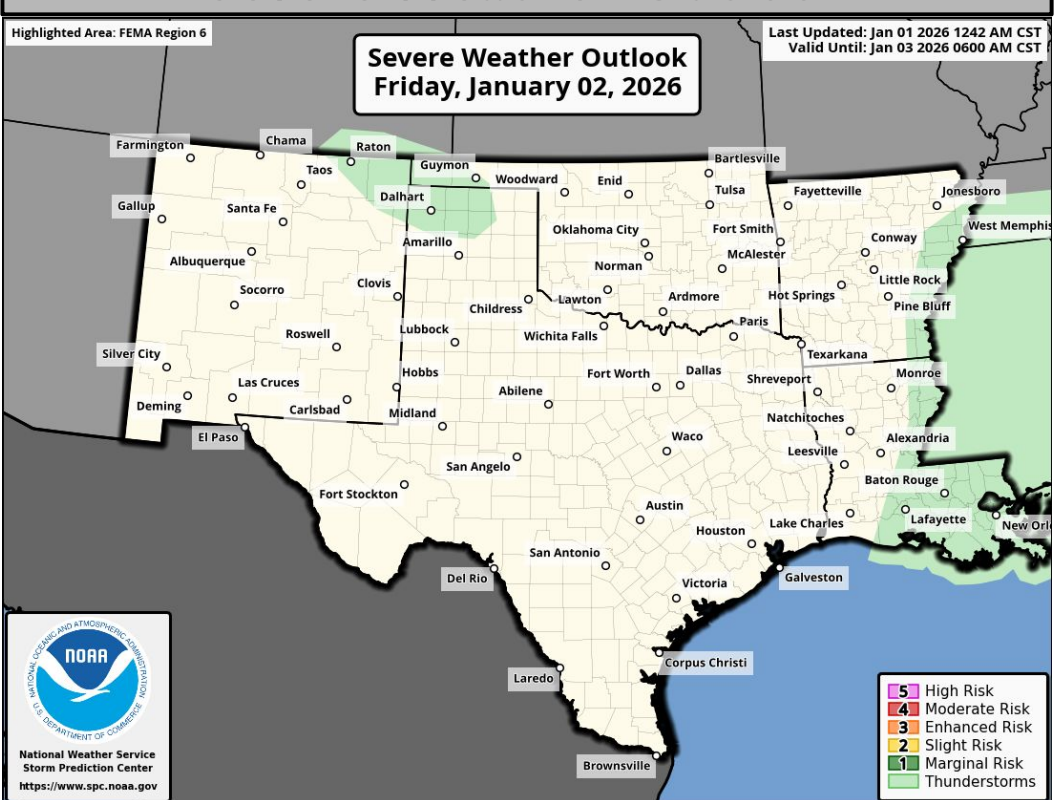 Highlighted Area: FEMA Region 6
Severe Weather Outlook
Friday, January 02, 2026
Last Updated: Jan 01 2026 1242 AM CST
Valid Until: Jan 03 2026 0600 AM CST
Farmington
Chama
Raton
Taos
Guymon
Woodward
Enid
Bartlesville
Tulsa
Fayetteville
Jonesboro
Gallup
Santa Fe
Dalhart
West Memphis
Oklahoma City
Fort Smith
Conway
Amarillo
Albuquerque
Norman
McAlester
Little Rock
Socorro
Clovis
Childress
Lawton
Ardmore
Hot Springs
Pine Bluff
Roswell
Lubbock
Wichita Falls
Paris
Texarkana
Silver City
Hobbs
Fort Worth
Dallas
Shreveport
Monroe
Las Cruces
Abilene
Deming
Carlsbad
Midland
Natchitoches
El Paso
Waco
Leesville
Alexandria
San Angelo
Baton Rouge
Fort Stockton
Austin
Houston
Lake Charles
Lafayette
New Orle
San Antonio
Del Rio
Galveston
Victoria
Laredo
Corpus Christi
Brownsville
NATIONAL OCEANIC AND ATMOSPHERIC ADMINISTRATION
NOAA
U.S. DEPARTMENT OF COMMERCE
National Weather Service
Storm Prediction Center
https://www.spc.noaa.gov
5 High Risk
4 Moderate Risk
3 Enhanced Risk
2 Slight Risk
1 Marginal Risk
Thunderstorms